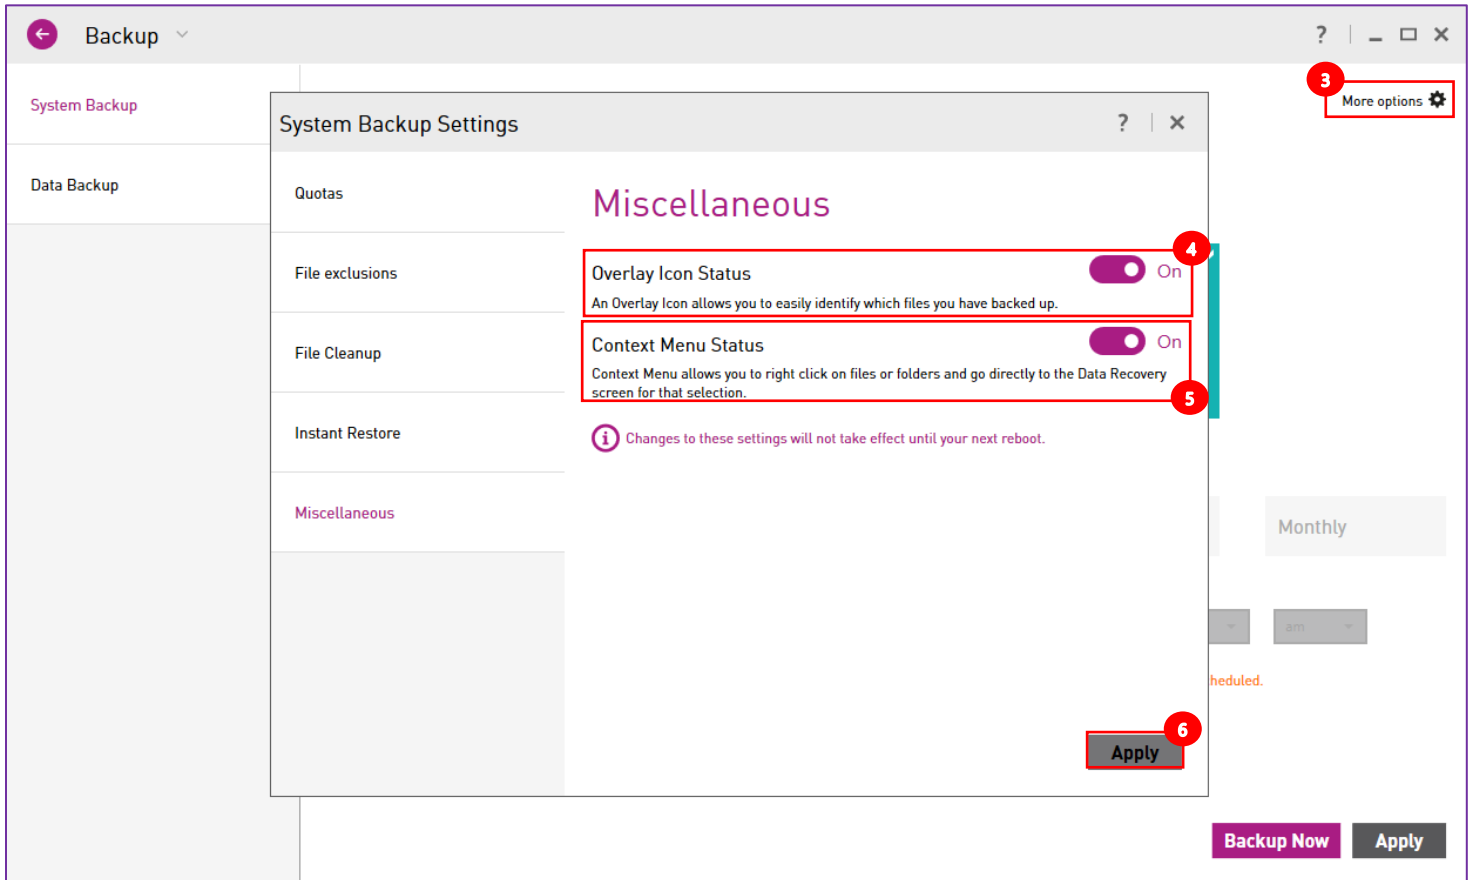 Backup
?
3
System Backup
More options
System Backup Settings
?
Data Backup
Quotas
Miscellaneous
4
File exclusions
Overlay Icon Status
On
An Overlay Icon allows you to easily identify which files you have backed up.
File Cleanup
Context Menu Status
On
Context Menu allows you to right click on files or folders and go directly to the Data Recovery
screen for that selection.
5
Instant Restore
Changes to these settings will not take effect until your next reboot.
Miscellaneous
Monthly
am
heduled.
6
Apply
Backup Now
Apply